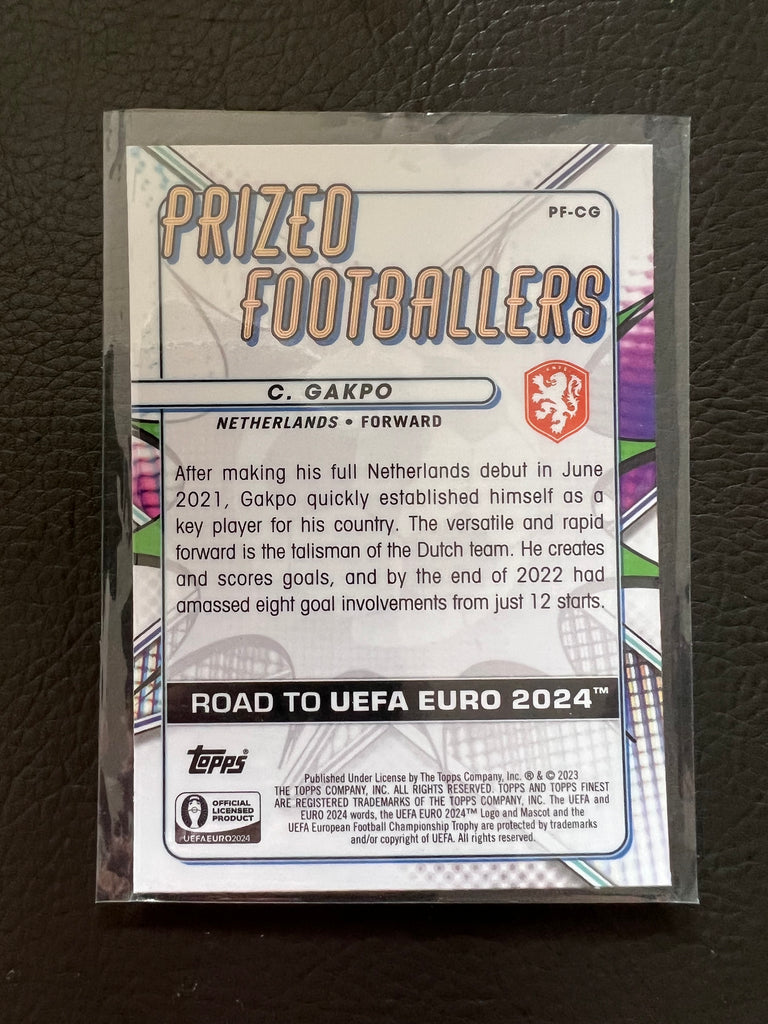 PRIZED
PF-CG
FOOTBALLERS
C. GAKPO
NETHERLANDS • FORWARD
After making his full Netherlands debut in June
2021, Gakpo quickly established himself as a
key player for his country. The versatile and rapid
forward is the talisman of the Dutch team. He creates
and scores goals, and by the end of 2022 had
amassed eight goal involvements from just 12 starts.
ROAD TO UEFA EURO 2024™
Topps®
OFFICIAL
LICENSED
PRODUCT
UEFA EURO2024
Published Under License by The Topps Company, Inc. ® & © 2023
THE TOPPS COMPANY, INC. ALL RIGHTS RESERVED. TOPPS AND TOPPS FINEST
ARE REGISTERED TRADEMARKS OF THE TOPPS COMPANY, INC. The UEFA and
EURO 2024 words, the UEFA EURO 2024™ Logo and Mascot and the
UEFA European Football Championship Trophy are protected by trademarks
and/or copyright of UEFA. All rights reserved.